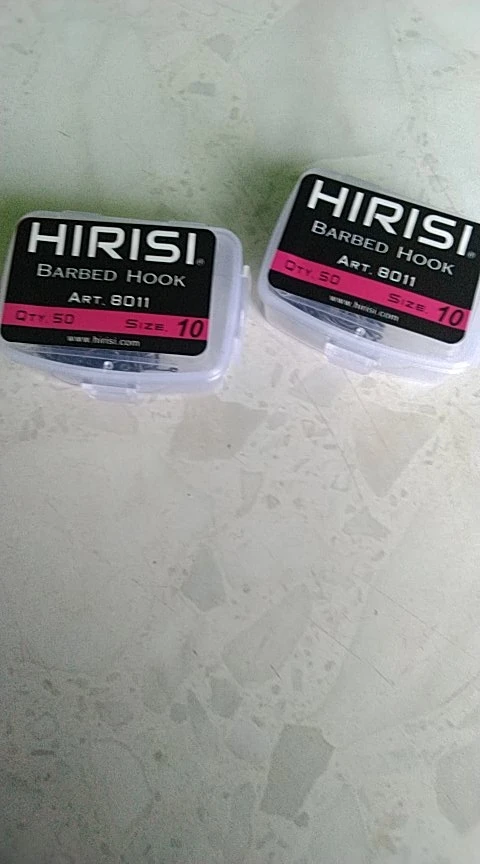 HIRISI®
BARBED HOOK
ART. 8011
QTY. 50 SIZE. 10
www.hirisi.com
HIRISI®
BARBED HOOK
ART. 8011
QTY. 50 SIZE. 10
www.hirisi.com